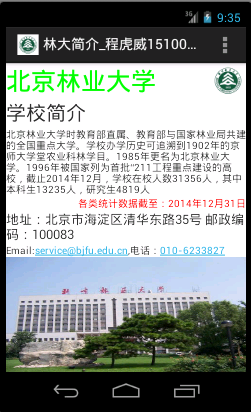 3G 9:35
林大简介_程虎威15100...
北京林业大学
学校简介
北京林业大学时教育部直属、教育部与国家林业局共建
的全国重点大学。学校办学历史可追溯到1902年的京
师大学堂农业科林学目。1985年更名为北京林业大
学。1996年被国家列为首批“211工程重点建设的高
校，截止2014年12月，学校在校人数31356人，其中
本科生13235人，研究生4819人
各类统计数据截至：2014年12月31日
地址：北京市海淀区清华东路35号 邮政编
码：100083
Email:service@bjfu.edu.cn,电话：010-6233827
北京林业大学